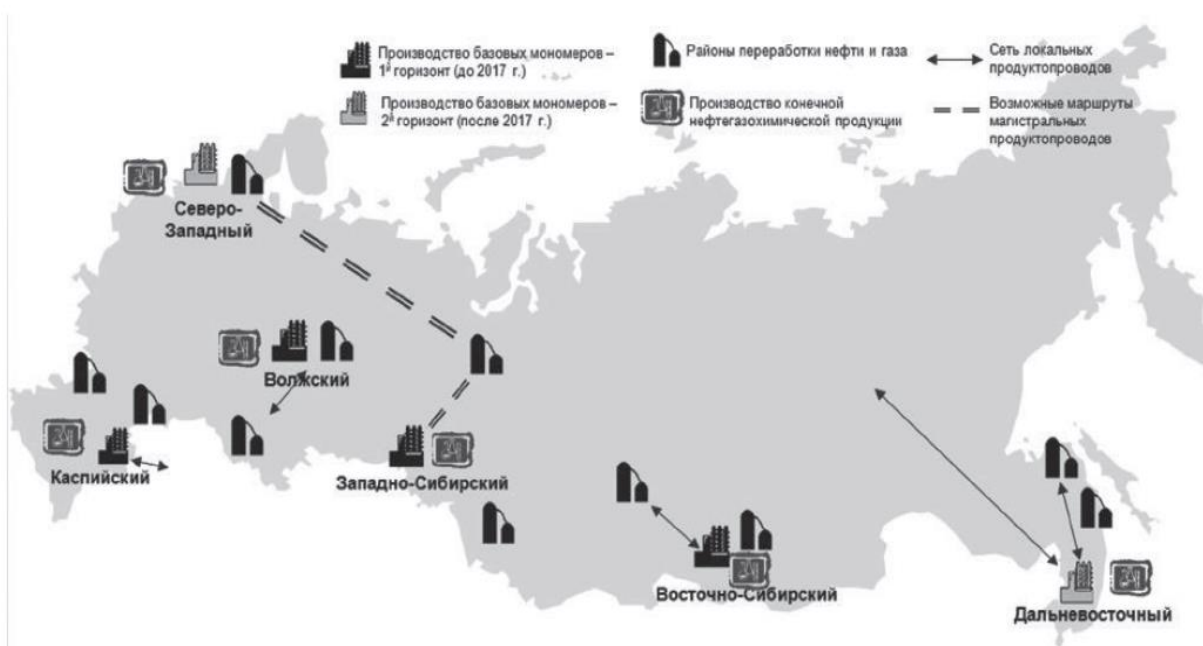 Производство базовых мономеров –
1й горизонт (до 2017 г.)
Производство базовых мономеров –
2й горизонт (после 2017 г.)
Районы переработки нефти и газа
Производство конечной
нефтегазохимической продукции
Сеть локальных
продуктопроводов
Возможные маршруты
магистральных
продуктопроводов
Северо-
Западный
Волжский
Каспийский
Западно-Сибирский
Восточно-Сибирский
Дальневосточный